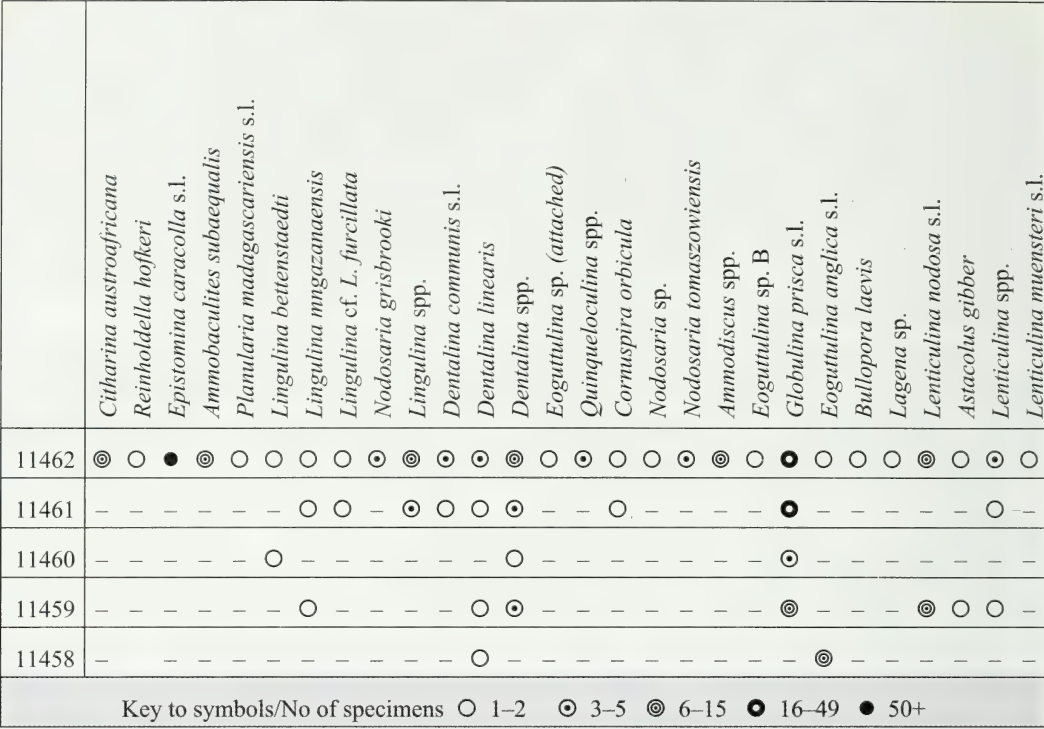 Citharina austroafricana
Reinholdella hofkeri
Epistomina caracolla s.l.
Ammobaculites subaequalis
Planularia madagascariensis s.l.
Lingulina bettenstaedti
Lingulina mngazanaensis
Lingulina cf. L. furcillata
Nodosaria grisbrooki
Lingulina spp.
Dentalina communis s.l.
Dentalina linearis
Dentalina spp.
Eoguttulina sp. (attached)
Quinqueloculina spp.
Cornuspira orbicula
Nodosaria sp.
Nodosaria tomaszowiensis
Ammodiscus spp.
Eoguttulina sp. B
Globulina prisca s.l.
Eoguttulina anglica s.l.
Bullopora laevis
Lagena sp.
Lenticulina nodosa s.l.
Astacolus gibber
Lenticulina spp.
Lenticulina muensteri s.l.
11462 ◎ ○ ● ◎ ○ ○ ○ ○ ⊙ ◎ ⊙ ⊙ ◎ ○ ⊙ ○ ○ ⊙ ◎ ○ 🞊 ○ ○ ○ ◎ ○ ⊙ ○
11461 – – – – – – ○ ○ – ⊙ ○ ○ ⊙ – – ○ – – – – 🞊 – – – – – ○ –
11460 – – – – – ○ – – – – – – ○ – – – – – – – ⊙ – – – – – – –
11459 – – – – – – ○ – – – – ○ ⊙ – – – – – – – ◎ – – – ◎ ○ ○ –
11458 – – – – – – – – – – ○ – – – – – – – – – ◎ – – – – – –
Key to symbols/No of specimens ○ 1–2 ⊙ 3–5 ◎ 6–15 🞊 16–49 ● 50+